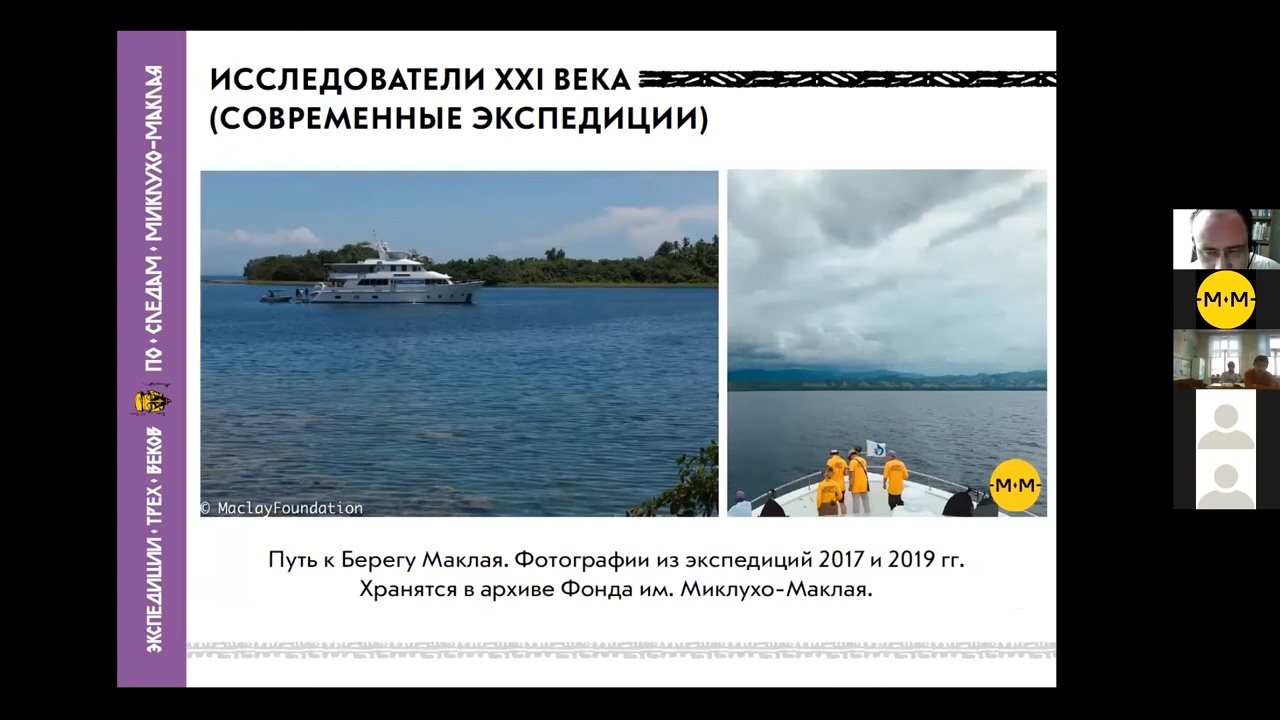 ИССЛЕДОВАТЕЛИ XXI ВЕКА
(СОВРЕМЕННЫЕ ЭКСПЕДИЦИИ)
ЭКСПЕДИЦИИ • ТРЕХ • ВЕКОВ
ПО • СЛЕДАМ • МИКЛУХО-МАКЛАЯ
© MaclayFoundation
-М•М-
Путь к Берегу Маклая. Фотографии из экспедиций 2017 и 2019 гг.
Хранятся в архиве Фонда им. Миклухо-Маклая.
-М•М-